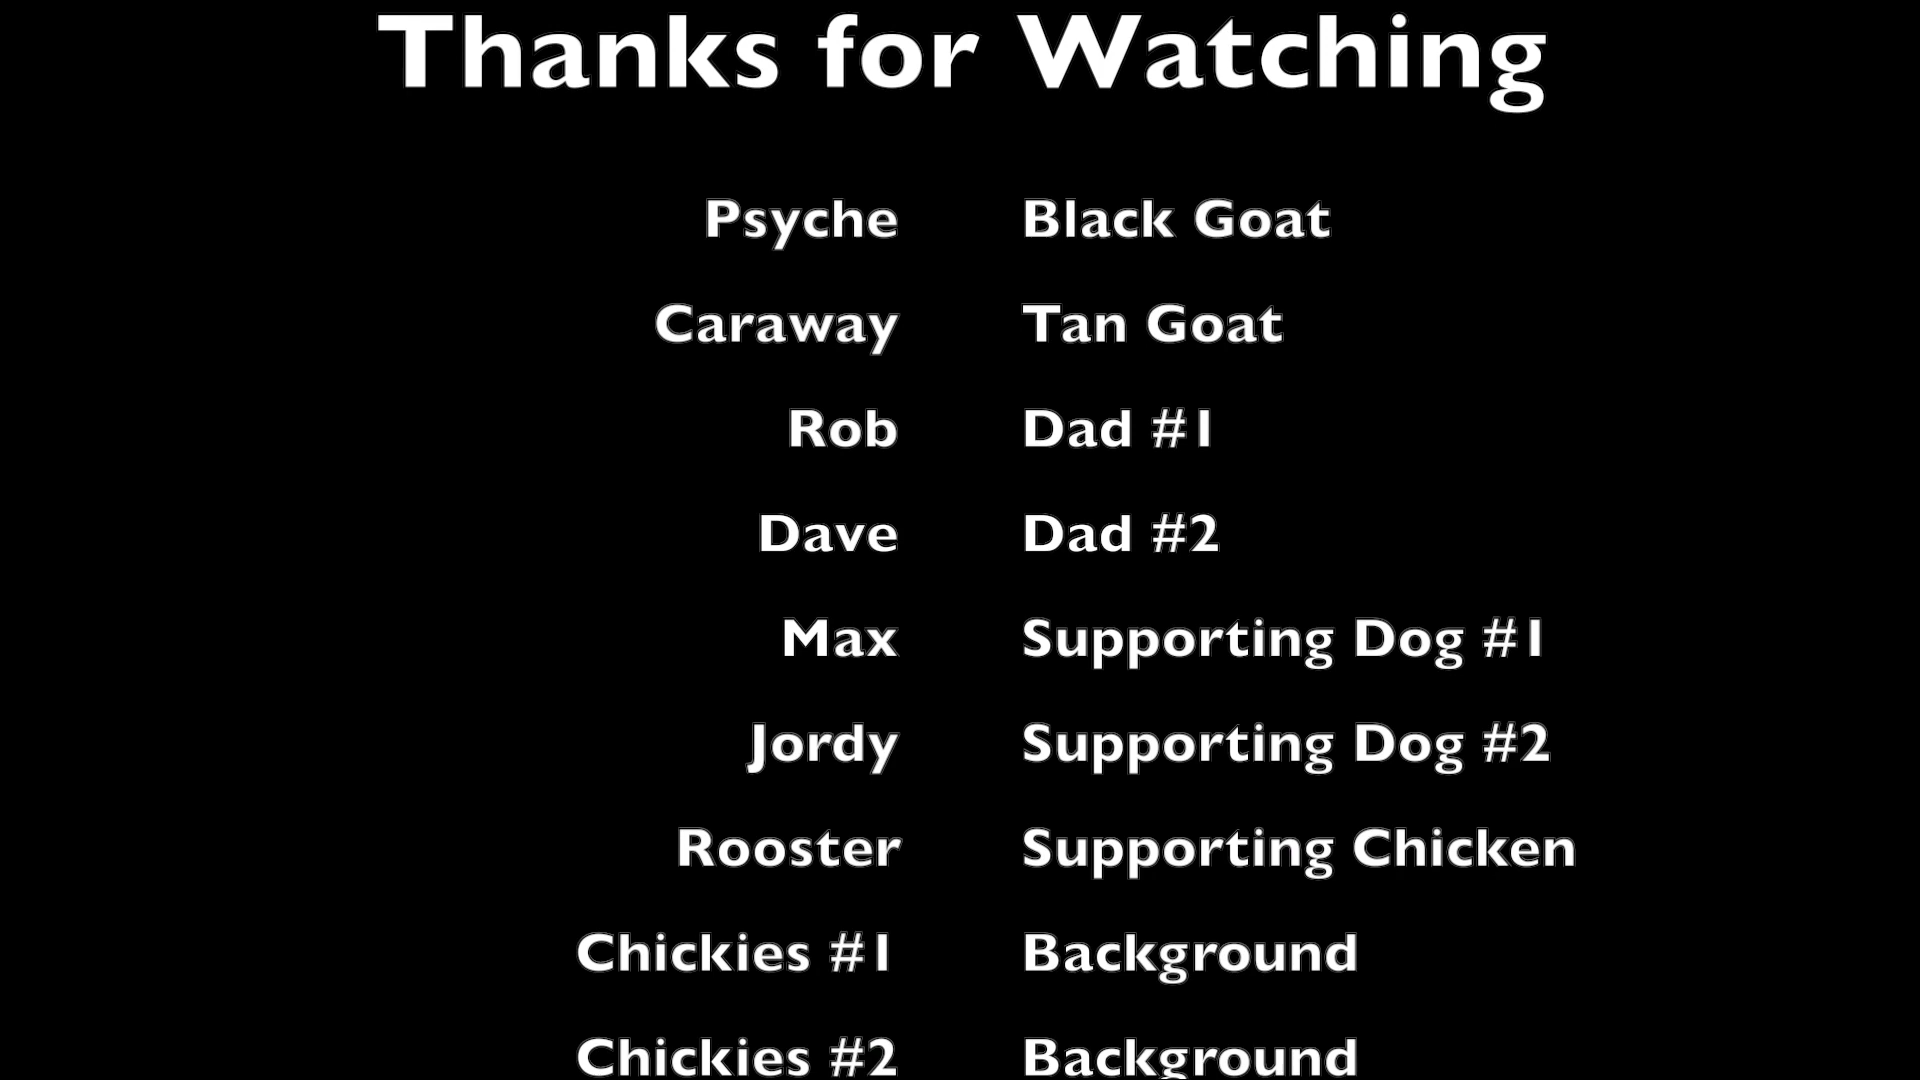 Thanks for Watching
Psyche Black Goat
Caraway Tan Goat
Rob Dad #1
Dave Dad #2
Max Supporting Dog #1
Jordy Supporting Dog #2
Rooster Supporting Chicken
Chickies #1 Background
Chickies #2 Background